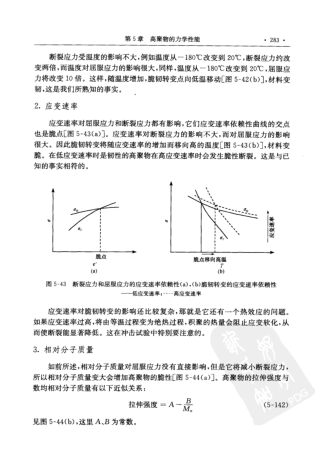 第5章 高聚物的力学性能 · 283 ·
断裂应力受温度的影响不大,例如温度从-180℃改变到20℃,断裂应力约改
变两倍,而温度对屈服应力的影响很大,同样,温度从-180℃改变到20℃,屈服应
力将改变10倍。这样,随温度增加,脆韧转变点向低温移动[图5-42(b)],材料变
韧,这是我们所熟知的事实。
2. 应变速率
应变速率对屈服应力和断裂应力都有影响,它们应变速率依赖性曲线的交点
也是脆点[图5-43(a)]。应变速率对断裂应力的影响不大,而对屈服应力的影响
很大。因此脆韧转变将随应变速率的增加而移向高的温度[图5-43(b)],材料变
脆。在低应变速率时是韧性的高聚物在高应变速率时会发生脆性断裂。这是与已
知的事实相符的。
σ
脆点
(a)
σ
应变速率
脆点移向高温
T
(b)
图5-43 断裂应力和屈服应力的应变速率依赖性(a),(b)脆韧转变的应变速率依赖性
——低应变速率;----高应变速率
应变速率对脆韧转变的影响还比较复杂,那就是它还有一个热效应的问题。
如果应变速率过高,将由等温过程变为绝热过程,积聚的热量会阻止应变软化,从
而使断裂显著降低。这在冲击试验中特别要注意的。
3. 相对分子质量
如前所述,相对分子质量对屈服应力没有直接影响,但是它将减小断裂应力,
所以相对分子质量变大会增加高聚物的脆性[图5-44(a)]。高聚物的拉伸强度与
数均相对分子质量有以下近似关系:
拉伸强度 = A - B/Mn (5-142)
见图5-44(b),这里A、B为常数。